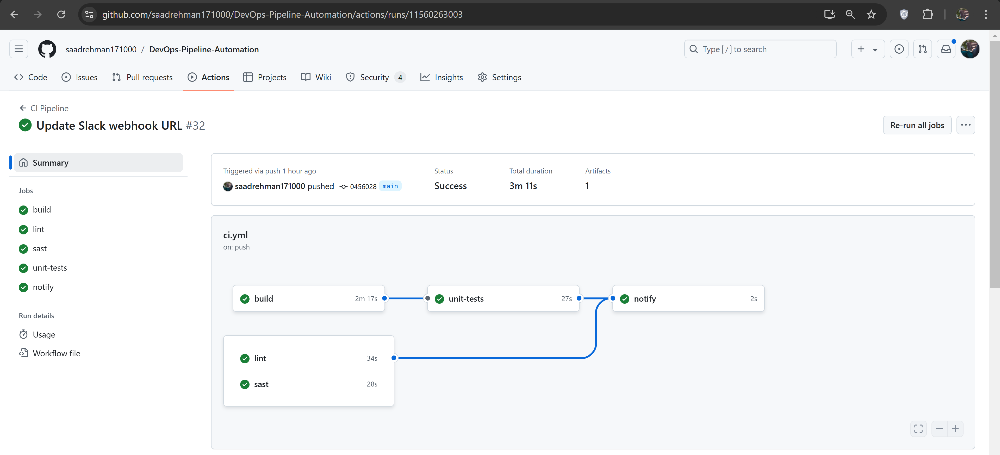 github.com/saadrehman171000/DevOps-Pipeline-Automation/actions/runs/11560263003
saadrehman171000 / DevOps-Pipeline-Automation
Type / to search
Code Issues Pull requests Actions Projects Wiki Security 4 Insights Settings
CI Pipeline
Update Slack webhook URL #32
Re-run all jobs
Summary
Jobs
build
lint
sast
unit-tests
notify
Run details
Usage
Workflow file
Triggered via push 1 hour ago
saadrehman171000 pushed 0456028 main
Status
Success
Total duration
3m 11s
Artifacts
1
ci.yml
on: push
build 2m 17s
unit-tests 27s
notify 2s
lint 34s
sast 28s